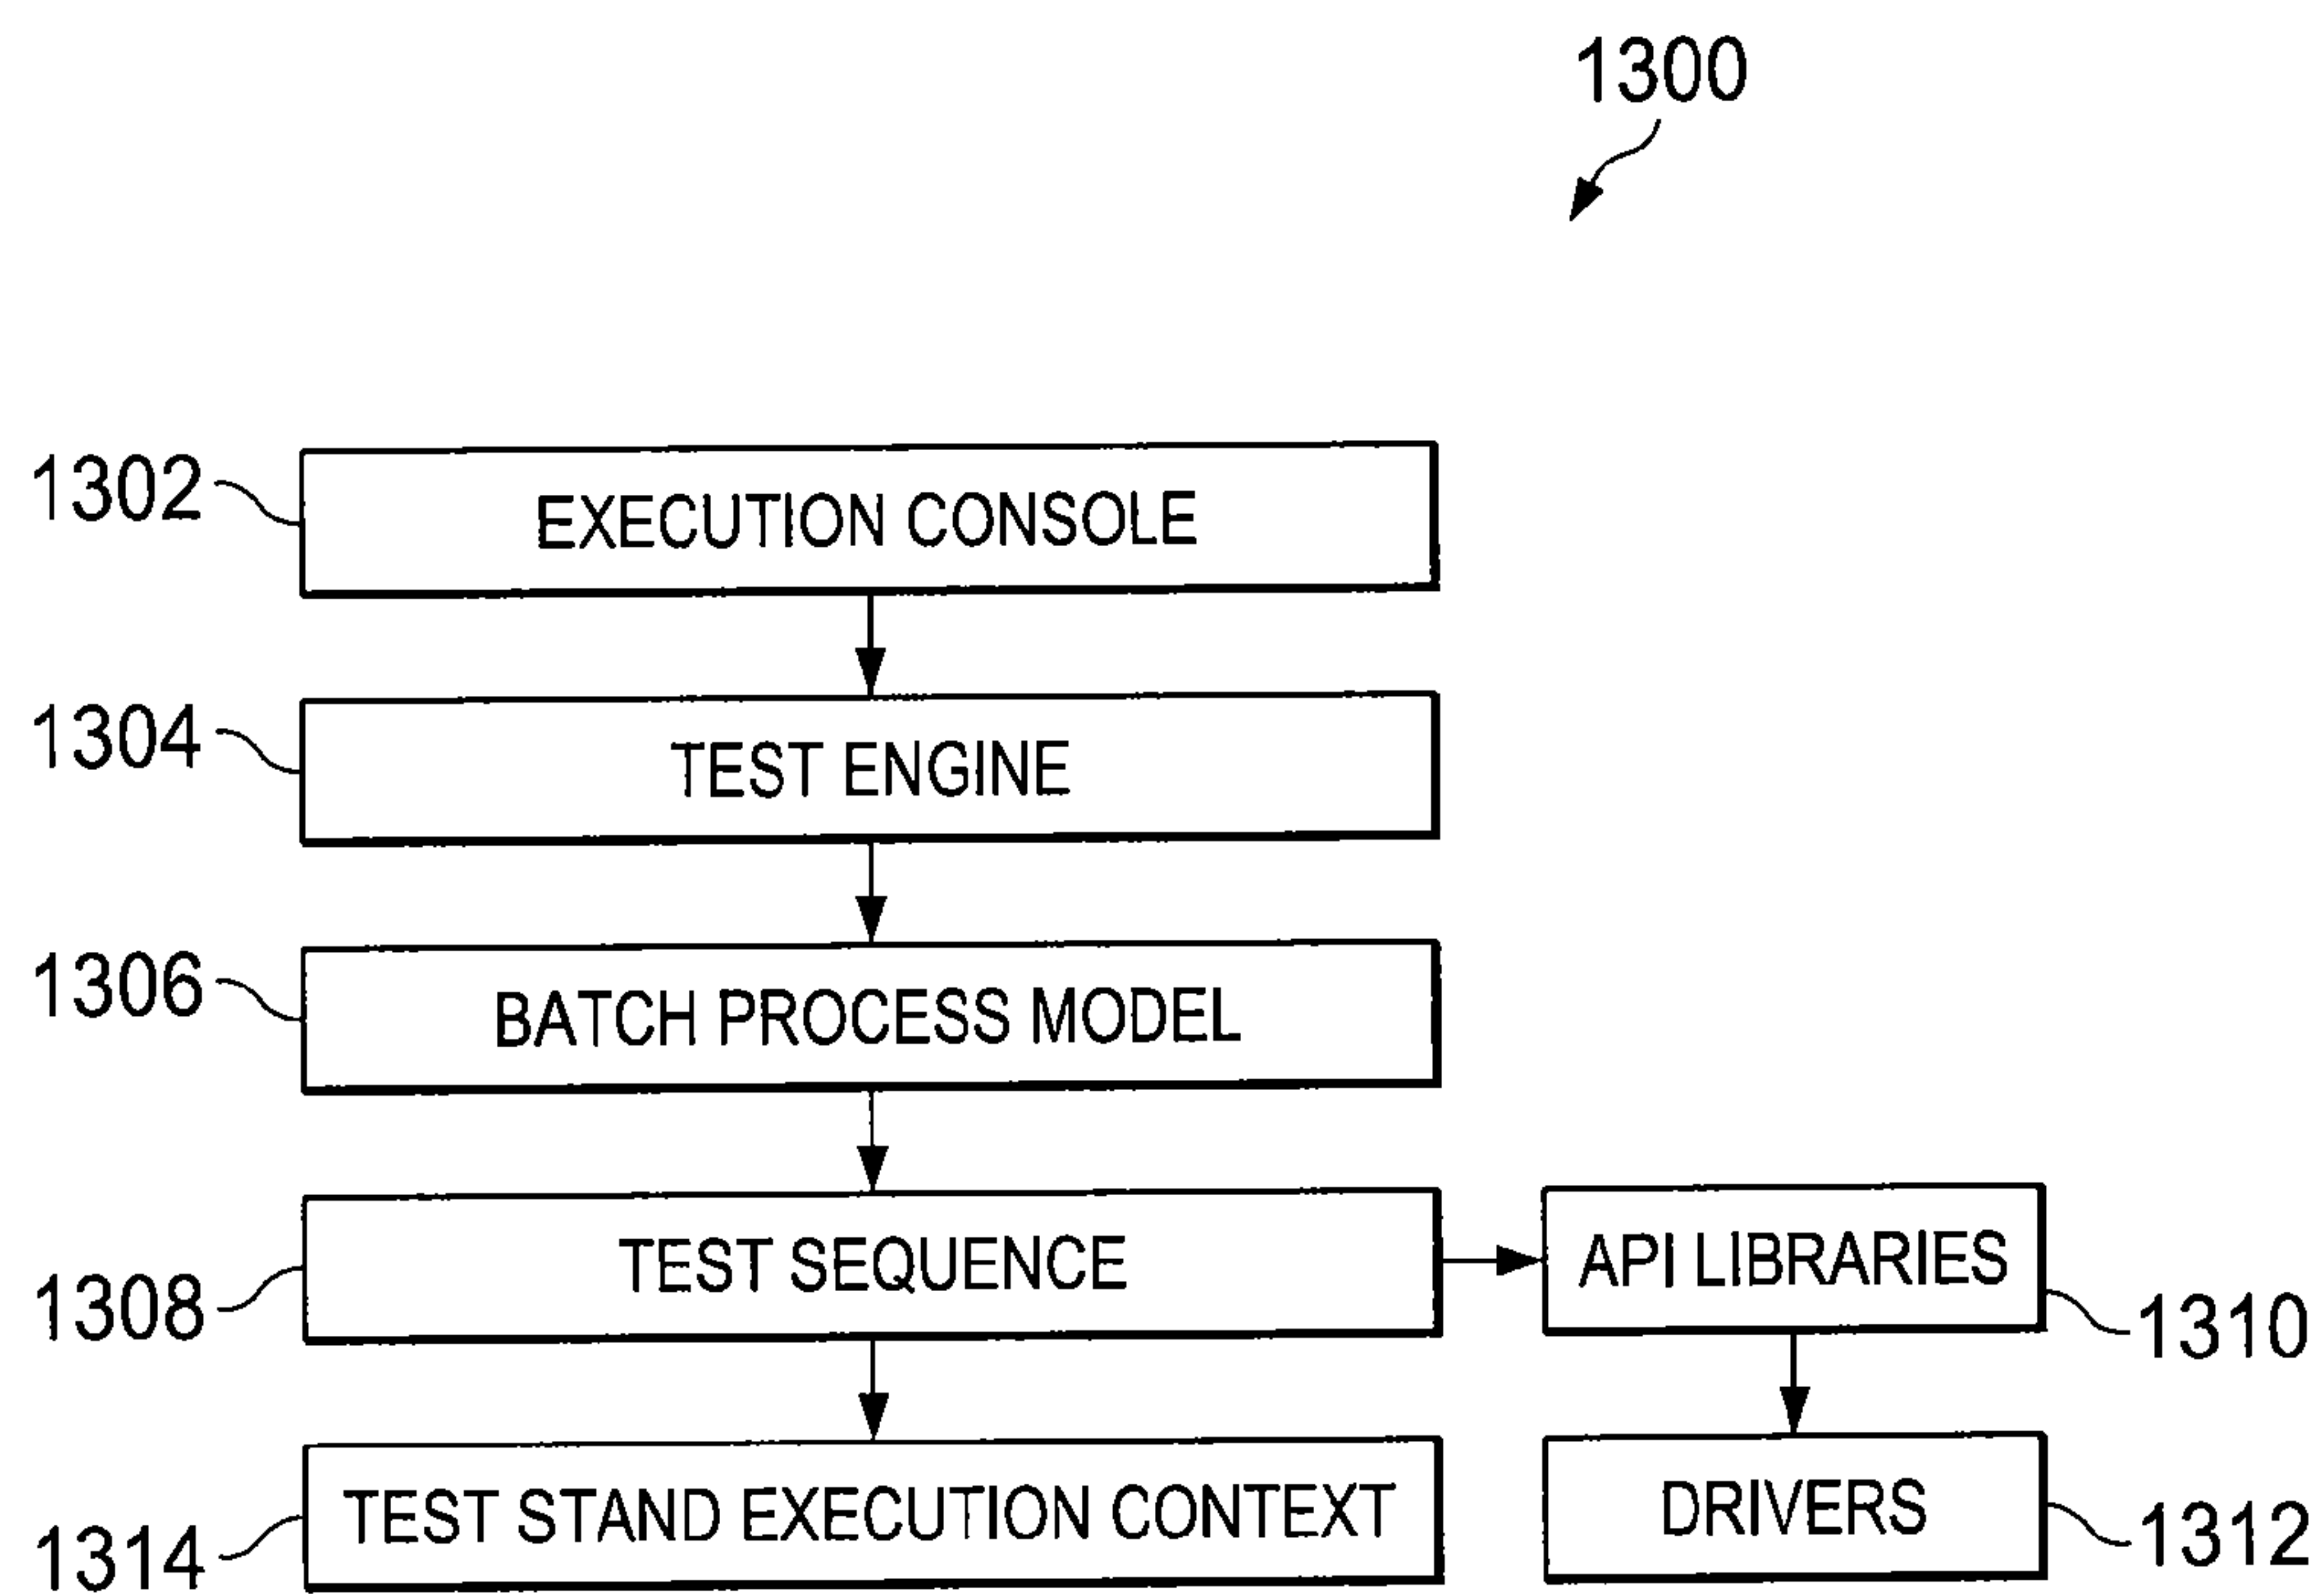 1300
1302
EXECUTION CONSOLE
1304
TEST ENGINE
1306
BATCH PROCESS MODEL
1308
TEST SEQUENCE
API LIBRARIES
1310
1314
TEST STAND EXECUTION CONTEXT
DRIVERS
1312